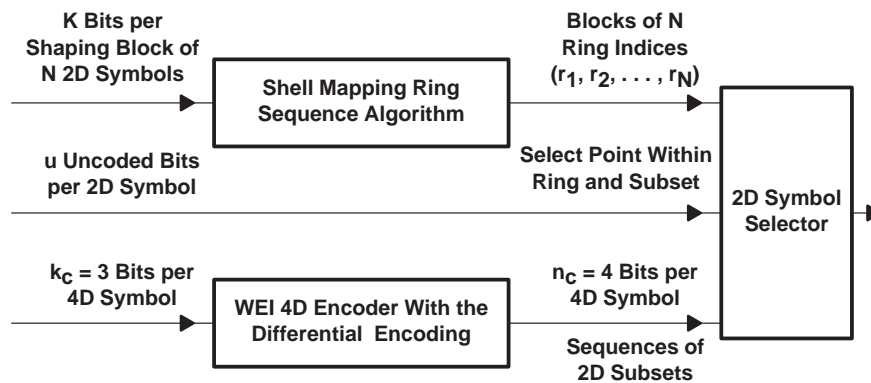 K Bits per
Shaping Block of
N 2D Symbols
Shell Mapping Ring
Sequence Algorithm
Blocks of N
Ring Indices
(r1, r2, . . . , rN)
u Uncoded Bits
per 2D Symbol
Select Point Within
Ring and Subset
2D Symbol
Selector
kc = 3 Bits per
4D Symbol
WEI 4D Encoder With the
Differential Encoding
nc = 4 Bits per
4D Symbol
Sequences of
2D Subsets